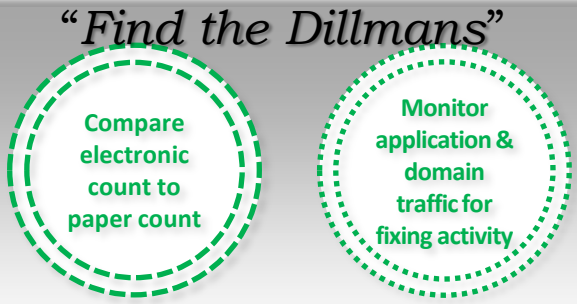 “Find the Dillmans”
Compare
electronic
count to
paper count
Monitor
application &
domain
traffic for
fixing activity